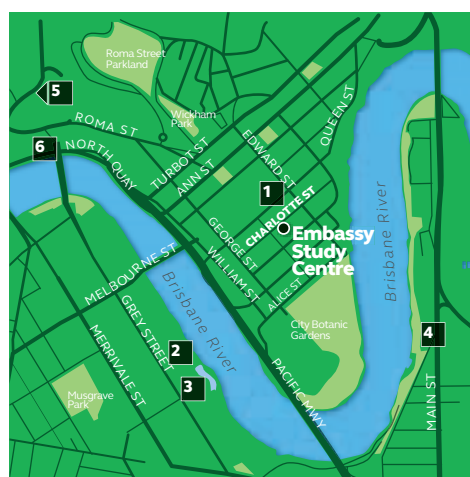 Roma Street
Parkland
5
Wickham
Park
ROMA ST
6
NORTH QUAY
TURBOT ST
ANN ST
EDWARD ST
QUEEN ST
1
CHARLOTTE ST
Embassy
Study
Centre
GEORGE ST
WILLIAM ST
ALICE ST
MELBOURNE ST
Brisbane River
Brisbane River
City Botanic
Gardens
GREY STREET
MERRIVALE ST
2
3
4
Musgrave
Park
PACIFIC MWY
MAIN ST